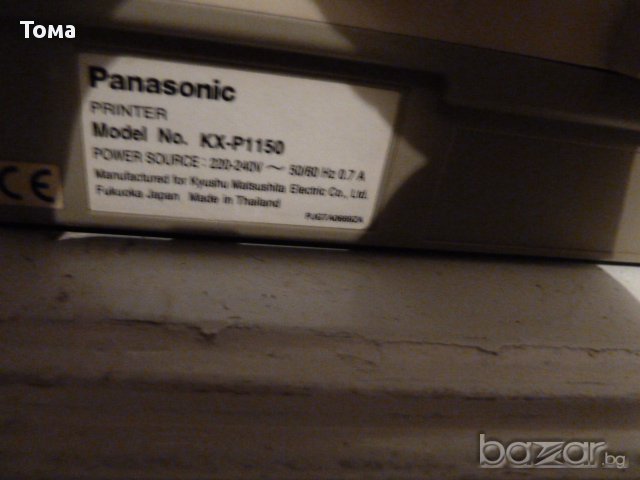 Тома
Panasonic
PRINTER
Model No. KX-P1150
POWER SOURCE : 220-240V ~ 50/60 Hz 0.7 A
Manufactured for Kyushu Matsushita Electric Co., Ltd.
Fukuoka Japan Made in Thailand
CE
bazar.bg